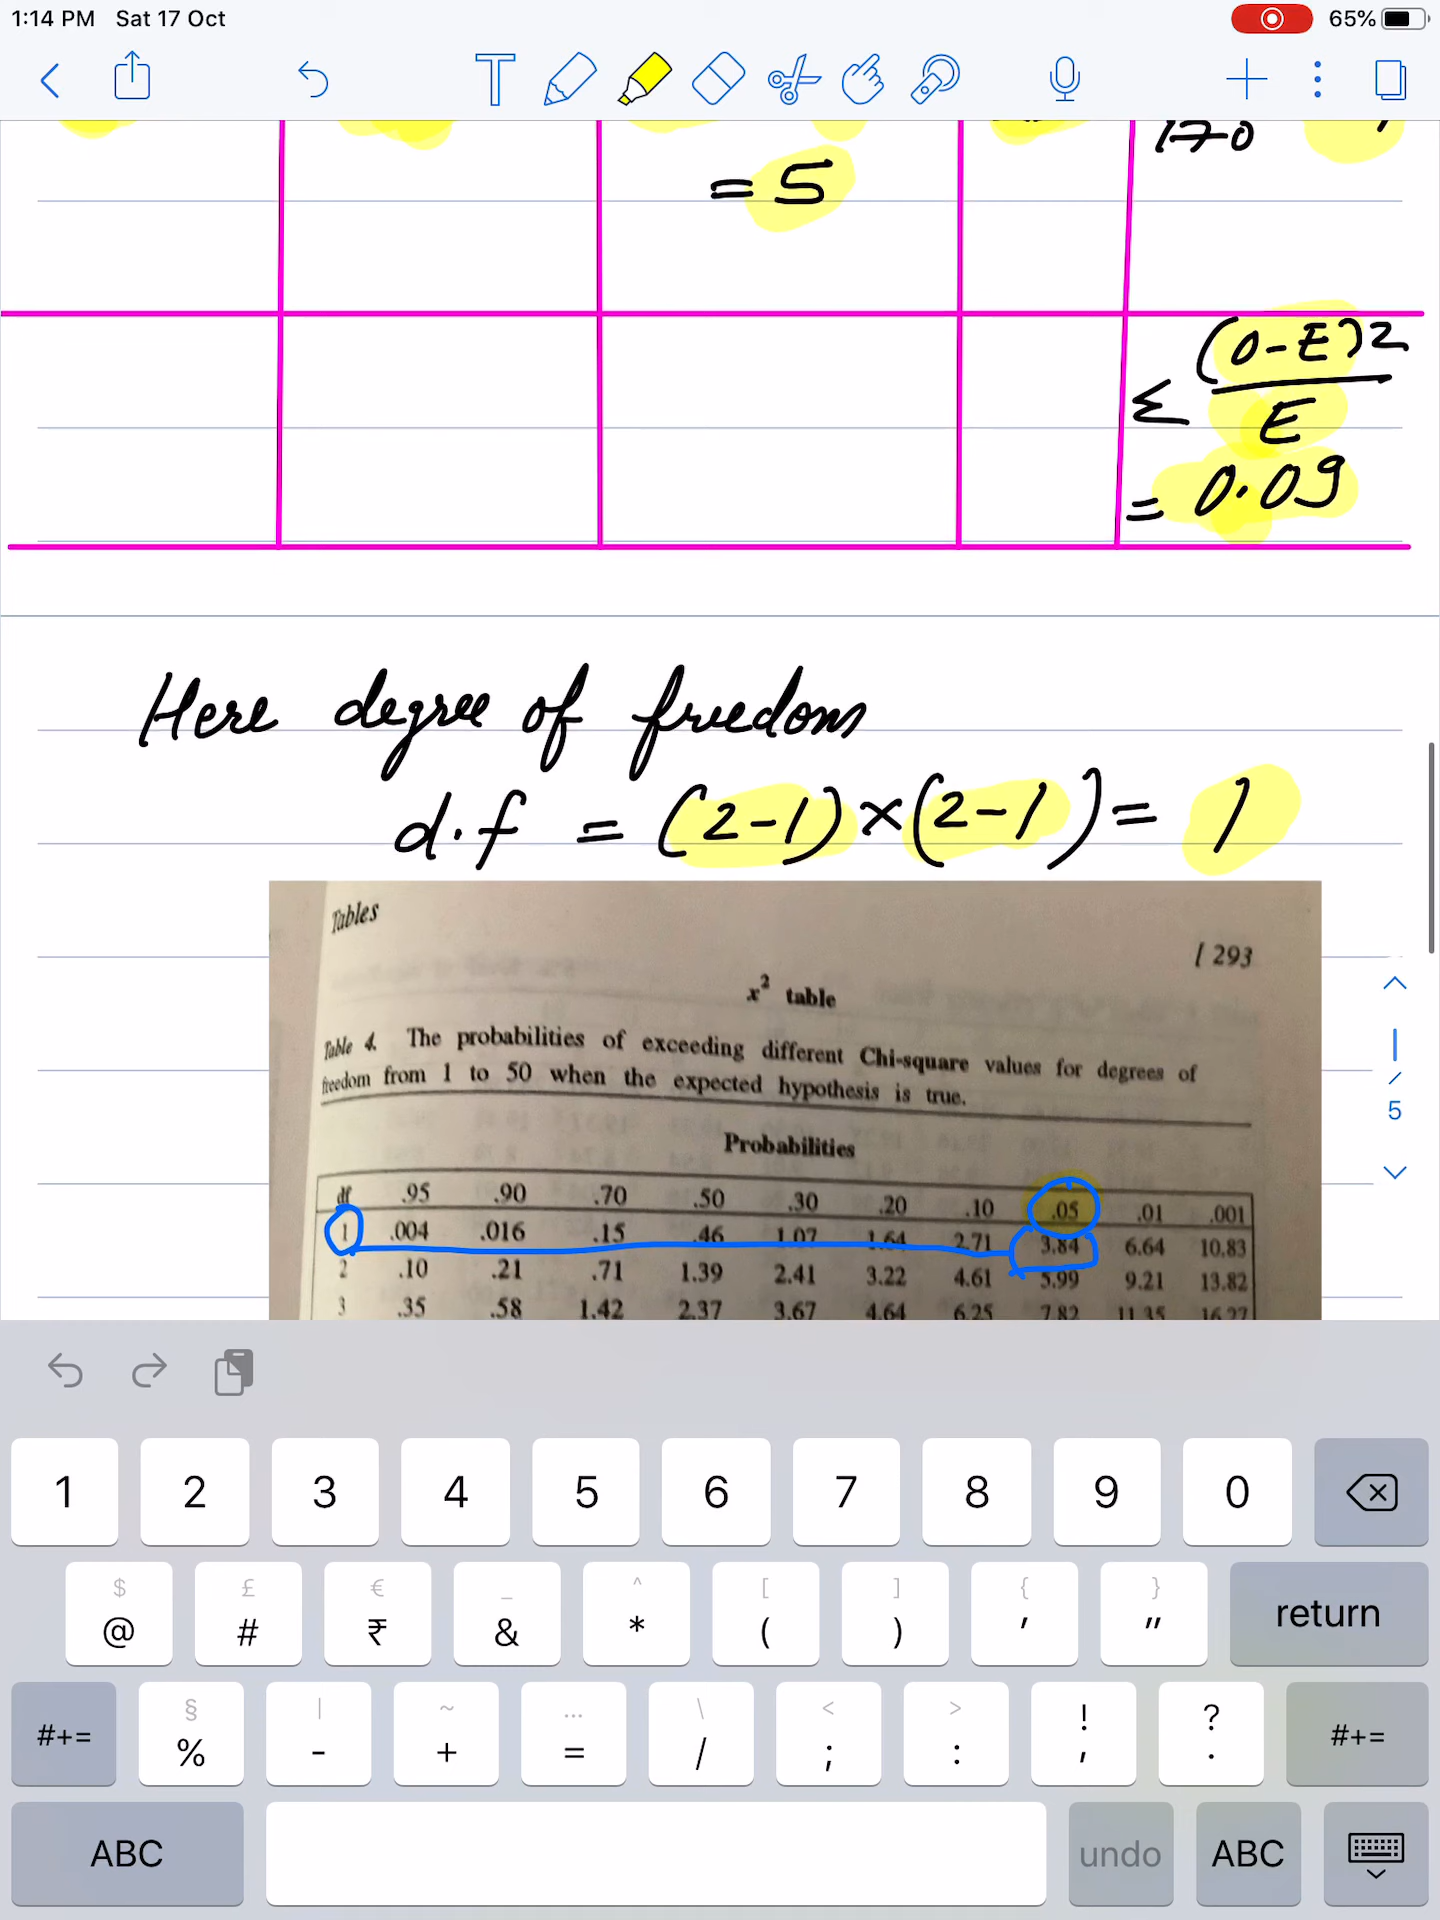 1:14 PM Sat 17 Oct 65%
170
= 5
Σ (O-E)2
E
= 0.09
Here degree of freedom
d.f = (2-1)×(2-1)= 1
Tables
[ 293
x2 table
Table 4. The probabilities of exceeding different Chi-square values for degrees of
freedom from 1 to 50 when the expected hypothesis is true.
Probabilities
df .95 .90 .70 .50 .30 .20 .10 .05 .01 .001
1 .004 .016 .15 .46 1.07 1.64 2.71 3.84 6.64 10.83
2 .10 .21 .71 1.39 2.41 3.22 4.61 5.99 9.21 13.82
3 .35 .58 1.42 2.37 3.67 4.64 6.25 7.82 11.35 16.27
1
/
5
1 2 3 4 5 6 7 8 9 0
$ £ € _ ^ [ ] { }
@ # ₹ & * ( ) ' " return
§ | ~ … \ < > ! ?
#+= % - + = / ; : , . #+=
ABC undo ABC